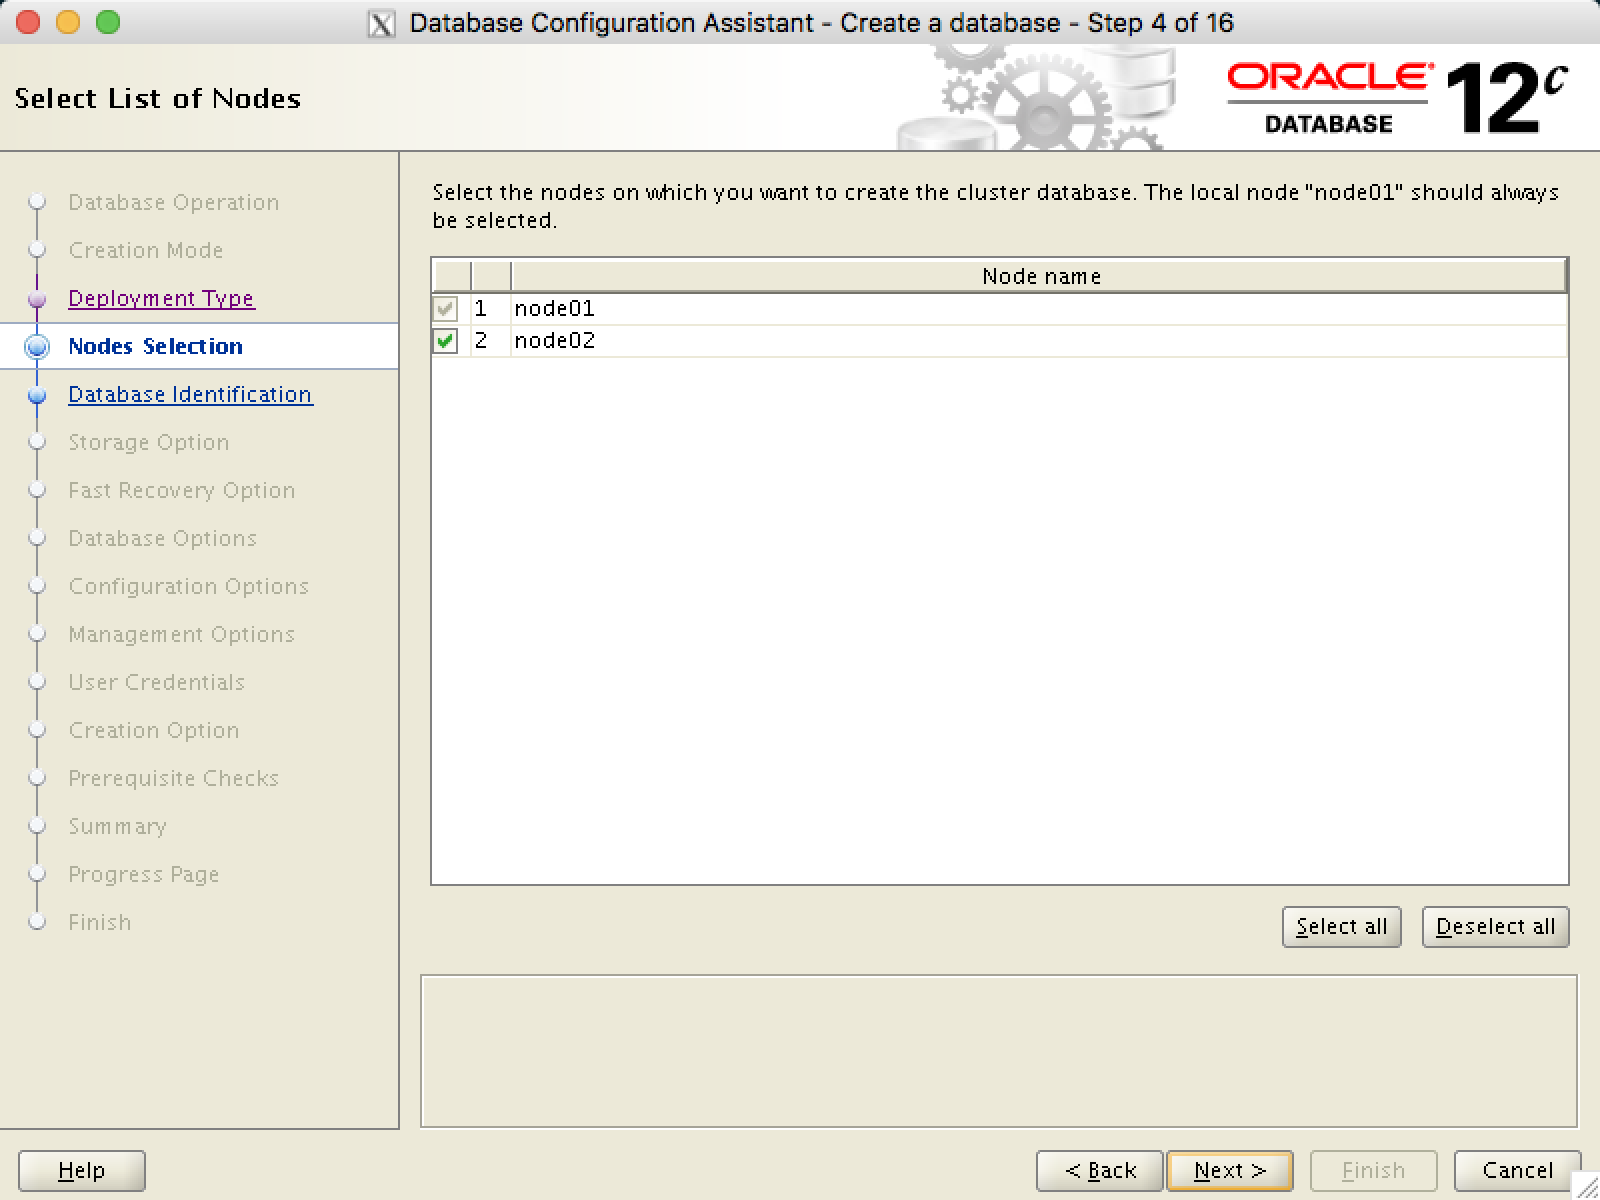 Database Configuration Assistant - Create a database - Step 4 of 16
Select List of Nodes
ORACLE
DATABASE
12c
Database Operation
Creation Mode
Deployment Type
Nodes Selection
Database Identification
Storage Option
Fast Recovery Option
Database Options
Configuration Options
Management Options
User Credentials
Creation Option
Prerequisite Checks
Summary
Progress Page
Finish
Select the nodes on which you want to create the cluster database. The local node "node01" should always
be selected.
Node name
1 node01
2 node02
Select all Deselect all
Help < Back Next > Finish Cancel